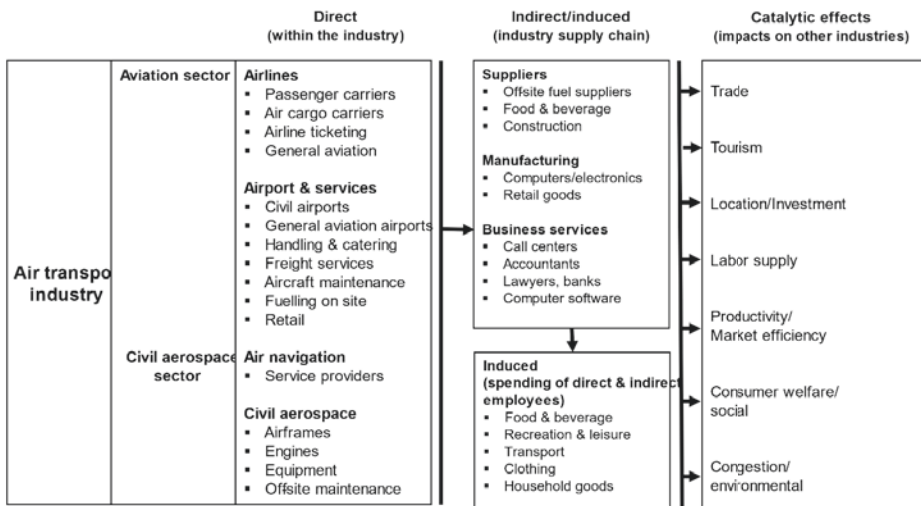 Direct
(within the industry)
Indirect/induced
(industry supply chain)
Catalytic effects
(impacts on other industries)
Air transpo
industry
Aviation sector
Civil aerospace
sector
Airlines
▪ Passenger carriers
▪ Air cargo carriers
▪ Airline ticketing
▪ General aviation
Airport & services
▪ Civil airports
▪ General aviation airports
▪ Handling & catering
▪ Freight services
▪ Aircraft maintenance
▪ Fuelling on site
▪ Retail
Air navigation
▪ Service providers
Civil aerospace
▪ Airframes
▪ Engines
▪ Equipment
▪ Offsite maintenance
Suppliers
▪ Offsite fuel suppliers
▪ Food & beverage
▪ Construction
Manufacturing
▪ Computers/electronics
▪ Retail goods
Business services
▪ Call centers
▪ Accountants
▪ Lawyers, banks
▪ Computer software
Induced
(spending of direct & indirect
employees)
▪ Food & beverage
▪ Recreation & leisure
▪ Transport
▪ Clothing
▪ Household goods
Trade
Tourism
Location/Investment
Labor supply
Productivity/
Market efficiency
Consumer welfare/
social
Congestion/
environmental